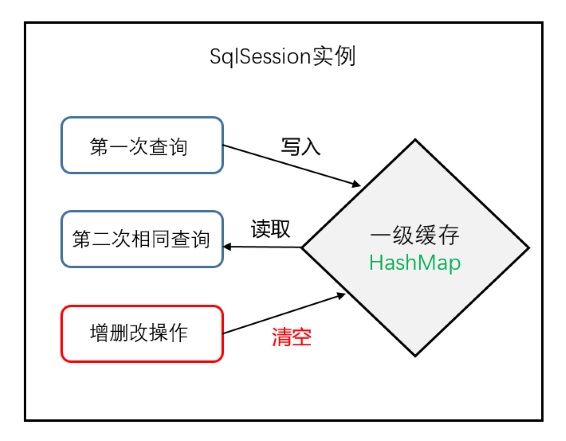 SqlSession实例
第一次查询
写入
第二次相同查询
读取
一级缓存
HashMap
增删改操作
清空